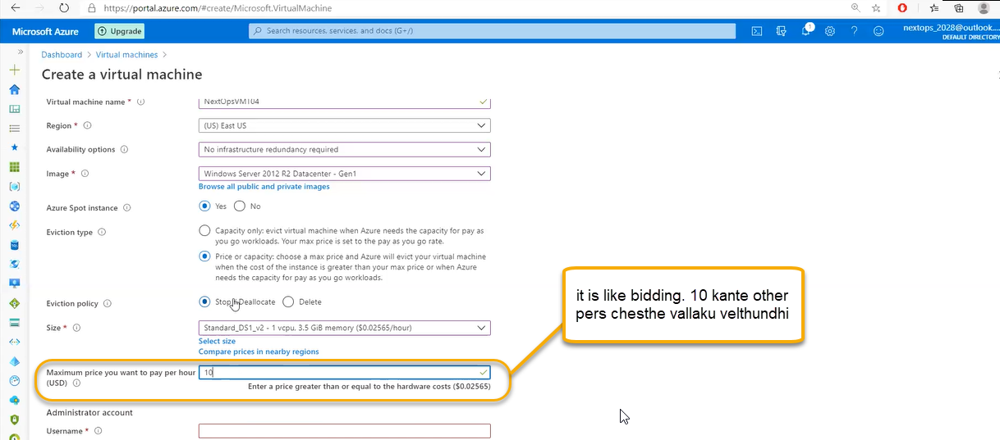 https://portal.azure.com/#create/Microsoft.VirtualMachine
Microsoft Azure
Upgrade
Search resources, services, and docs (G+/)
1
nextops_2028@outlook....
DEFAULT DIRECTORY
Dashboard > Virtual machines >
Create a virtual machine
Virtual machine name *
NextOpsVMT04
Region *
(US) East US
Availability options
No infrastructure redundancy required
Image *
Windows Server 2012 R2 Datacenter - Gen1
Browse all public and private images
Azure Spot instance
Yes
No
Eviction type
Capacity only: evict virtual machine when Azure needs the capacity for pay as
you go workloads. Your max price is set to the pay as you go rate.
Price or capacity: choose a max price and Azure will evict your virtual machine
when the cost of the instance is greater than your max price or when Azure
needs the capacity for pay as you go workloads.
Eviction policy
Stop / Deallocate
Delete
Size *
Standard_DS1_v2 - 1 vcpu, 3.5 GiB memory ($0.02565/hour)
Select size
Compare prices in nearby regions
Maximum price you want to pay per hour
(USD)
10
Enter a price greater than or equal to the hardware costs ($0.02565)
it is like bidding. 10 kante other
pers chesthe vallaku velthundhi
Administrator account
Username *